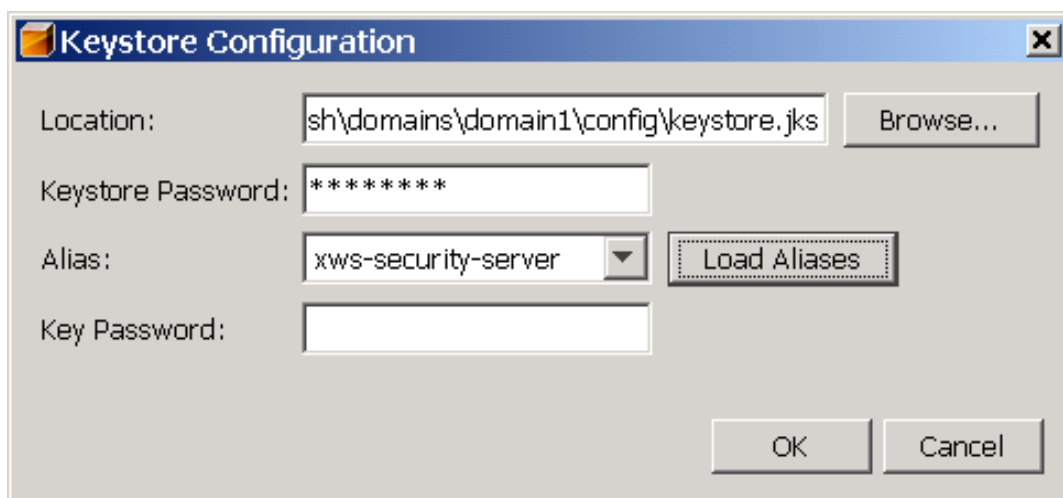 Keystore Configuration
Location: sh\domains\domain1\config\keystore.jks Browse...
Keystore Password: ********
Alias: xws-security-server Load Aliases
Key Password:
OK Cancel